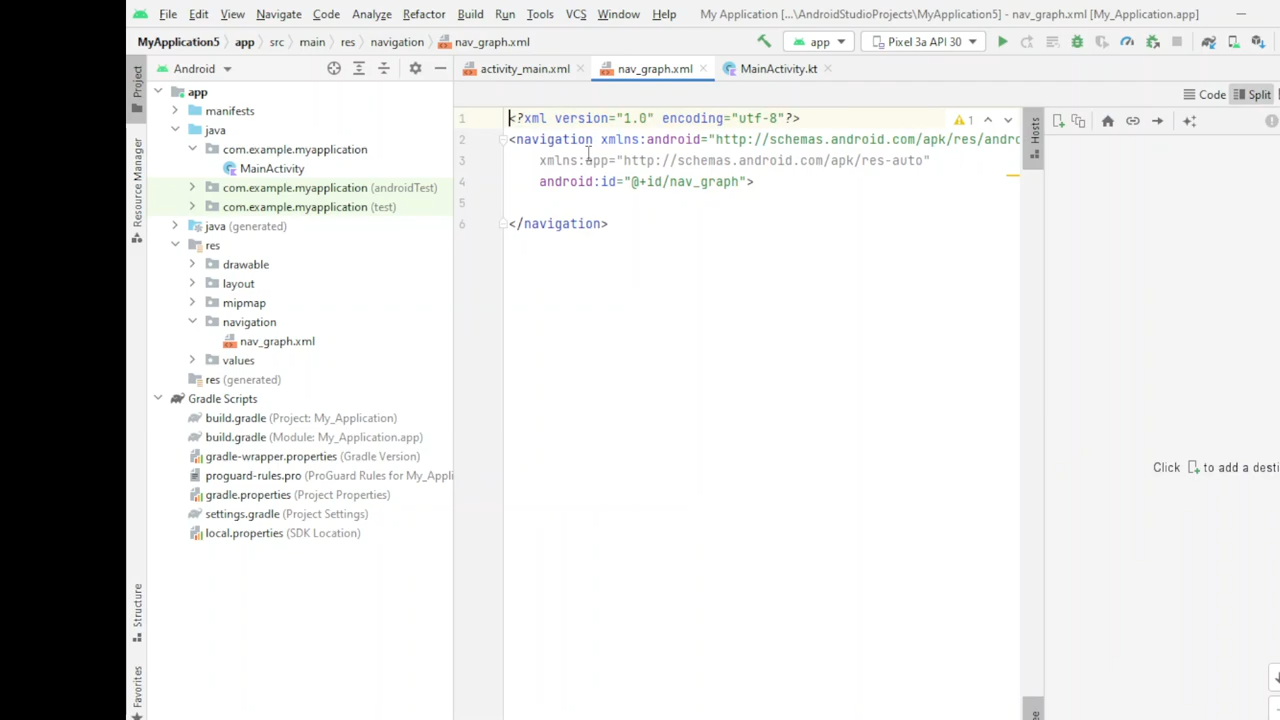 File Edit View Navigate Code Analyze Refactor Build Run Tools VCS Window Help My Application [...\AndroidStudioProjects\MyApplication5] - nav_graph.xml [My_Application.app]
MyApplication5 app src main res navigation nav_graph.xml app Pixel 3a API 30
Project
Android
activity_main.xml nav_graph.xml MainActivity.kt
Code Split
app
manifests
java
com.example.myapplication
MainActivity
com.example.myapplication (androidTest)
com.example.myapplication (test)
java (generated)
res
drawable
layout
mipmap
navigation
nav_graph.xml
values
res (generated)
Gradle Scripts
build.gradle (Project: My_Application)
build.gradle (Module: My_Application.app)
gradle-wrapper.properties (Gradle Version)
proguard-rules.pro (ProGuard Rules for My_Appli
gradle.properties (Project Properties)
settings.gradle (Project Settings)
local.properties (SDK Location)
Resource Manager
Structure
Favorites
1 <?xml version="1.0" encoding="utf-8"?>
2 <navigation xmlns:android="http://schemas.android.com/apk/res/andro
3 xmlns:app="http://schemas.android.com/apk/res-auto"
4 android:id="@+id/nav_graph">
5
6 </navigation>
1
Hosts
Click to add a desti